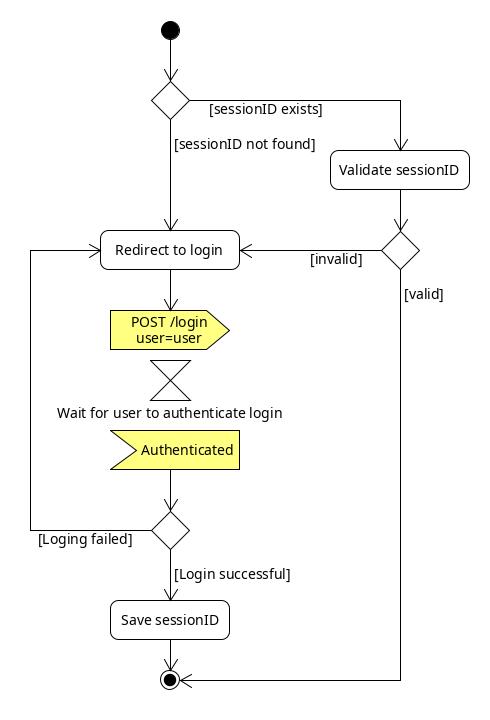 [sessionID exists]
[sessionID not found]
Validate sessionID
Redirect to login
[invalid]
[valid]
POST /login
user=user
Wait for user to authenticate login
Authenticated
[Loging failed]
[Login successful]
Save sessionID